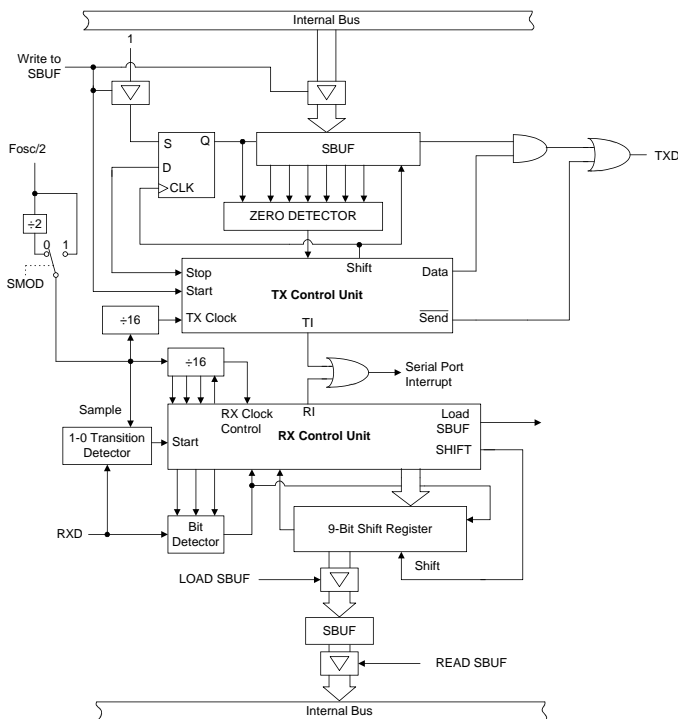 Internal Bus
1
Write to
SBUF
S
Q
D
CLK
SBUF
TXD
Fosc/2
÷2
0 1
SMOD
ZERO DETECTOR
Shift
Stop
Start
Data
TX Control Unit
÷16
TX Clock
Send
TI
÷16
Serial Port
Interrupt
Sample
RX Clock
Control
RI
Load
SBUF
1-0 Transition
Detector
Start
RX Control Unit
SHIFT
RXD
Bit
Detector
9-Bit Shift Register
Shift
LOAD SBUF
SBUF
READ SBUF
Internal Bus